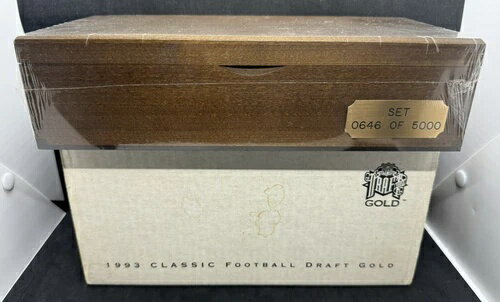 SET
0646 OF 5000
DRAFT
GOLD
1993 CLASSIC FOOTBALL DRAFT GOLD